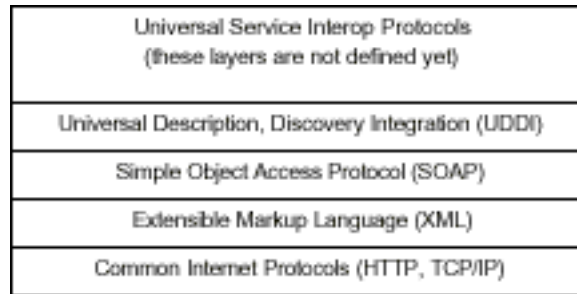 Universal Service Interop Protocols
(these layers are not defined yet)
Universal Description, Discovery Integration (UDDI)
Simple Object Access Protocol (SOAP)
Extensible Markup Language (XML)
Common Internet Protocols (HTTP, TCP/IP)